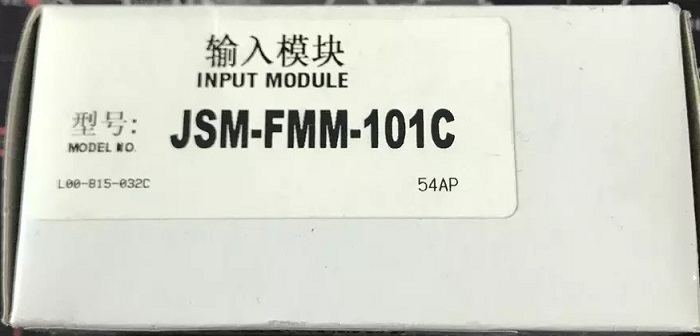 输入模块
INPUT MODULE
型号: JSM-FMM-101C
MODEL NO.
L00-815-032C 54AP